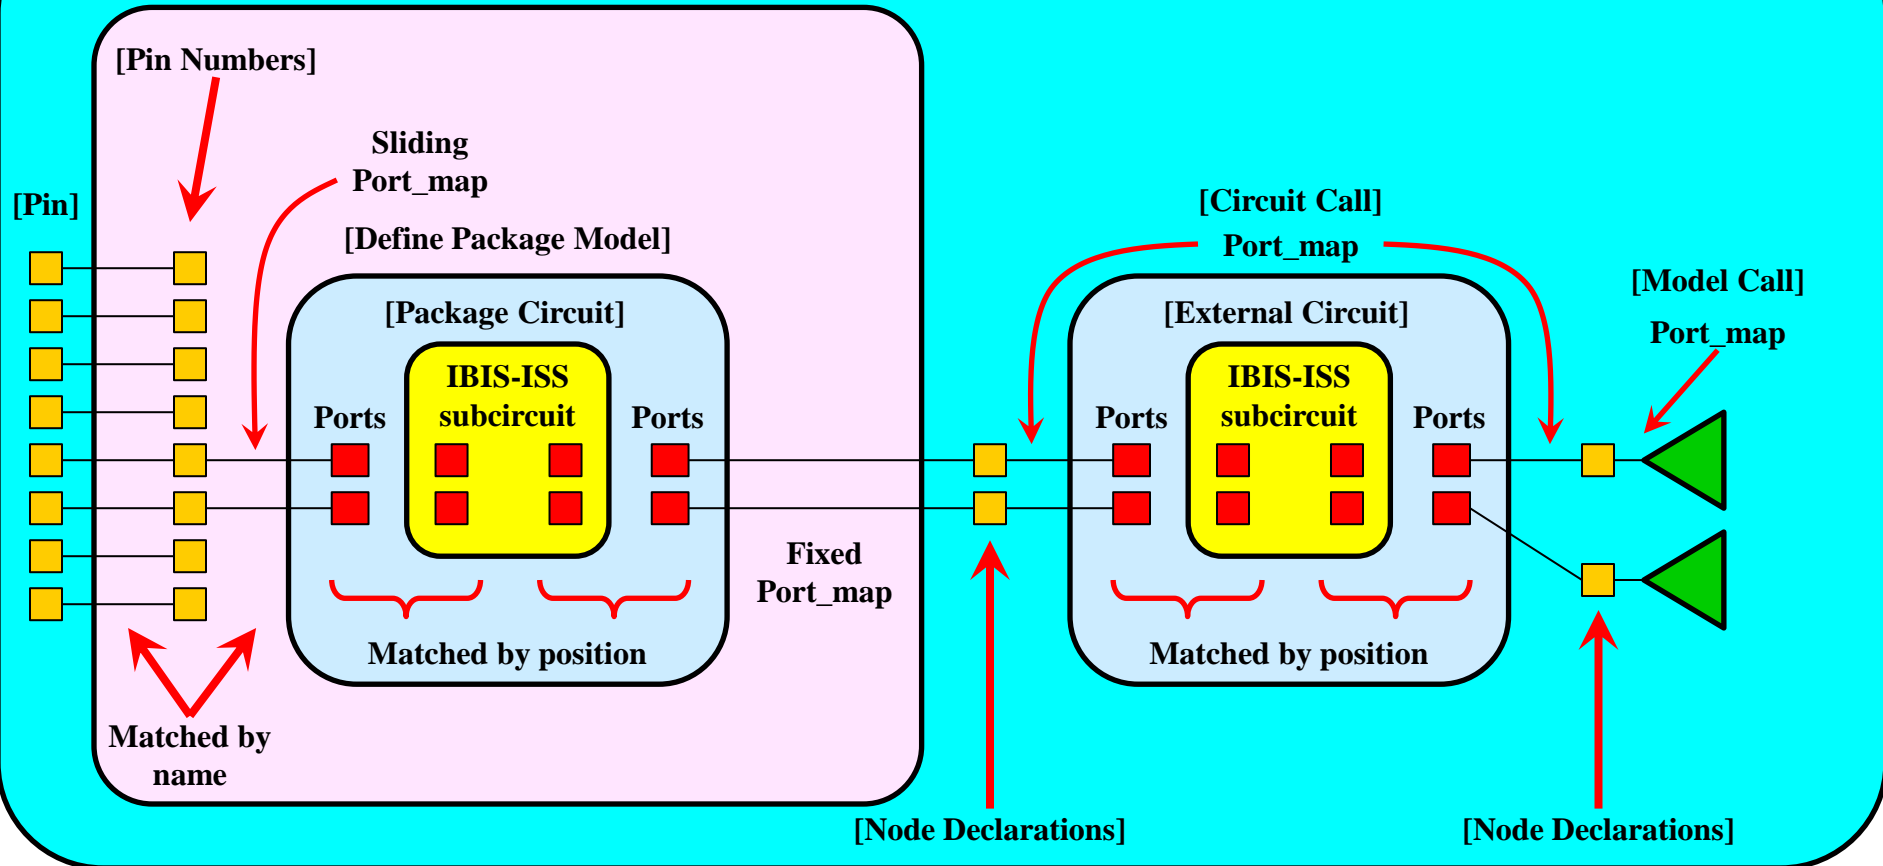 [Pin Numbers]
Sliding
Port_map
[Pin]
[Define Package Model]
[Package Circuit]
IBIS-ISS
subcircuit
Ports
Ports
Matched by position
Matched by
name
Fixed
Port_map
[Circuit Call]
Port_map
[External Circuit]
IBIS-ISS
subcircuit
Ports
Ports
Matched by position
[Model Call]
Port_map
[Node Declarations]
[Node Declarations]